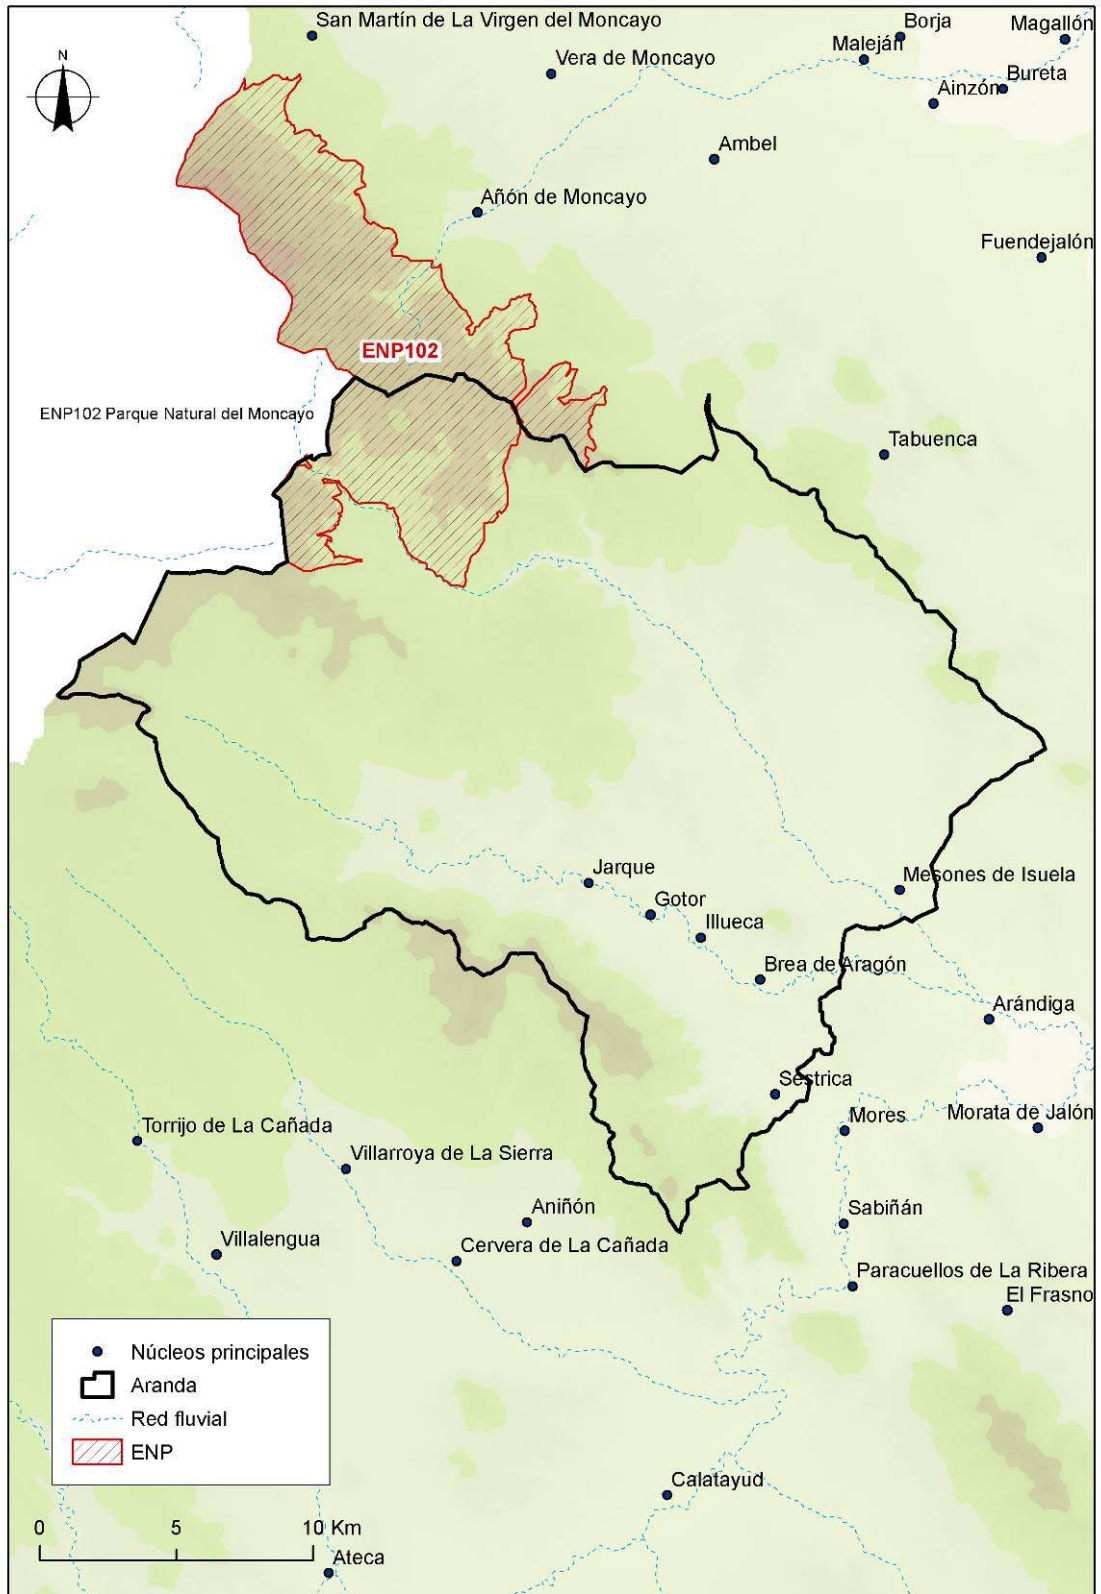 San Martín de La Virgen del Moncayo
Borja
Magallón
Maleján
Vera de Moncayo
N
Bureta
Ainzón
Ambel
Añón de Moncayo
Fuendejalón
ENP102
ENP102 Parque Natural del Moncayo
Tabuenca
Jarque
Mesones de Isuela
Gotor
Illueca
Brea de Aragón
Arándiga
Sestrica
Torrijo de La Cañada
Mores
Morata de Jalón
Villarroya de La Sierra
Aniñón
Sabiñán
Villalengua
Cervera de La Cañada
Paracuellos de La Ribera
El Frasno
Núcleos principales
Aranda
Red fluvial
ENP
Calatayud
0 5 10 Km
Ateca